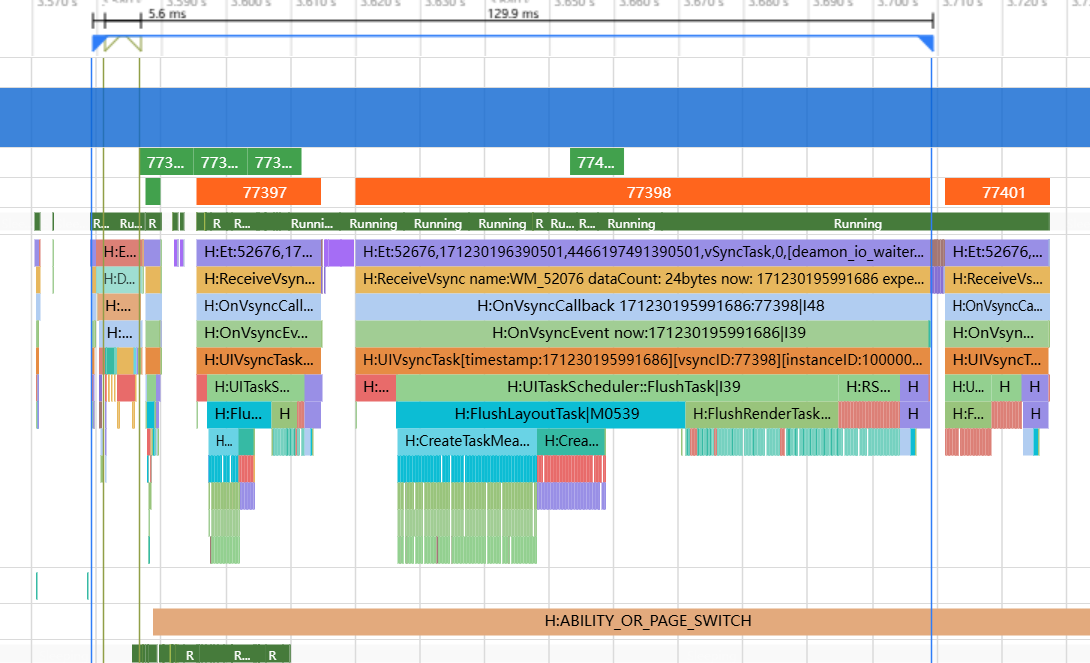 3.570 s 3.590 s 3.600 s 3.610 s 3.620 s 3.630 s 3.650 s 3.660 s 3.670 s 3.680 s 3.690 s 3.700 s 3.710 s 3.720 s
5.6 ms 129.9 ms
773... 773... 773... 774...
77397 77398 77401
R... Ru... R R R... Runni... Running Running Running R Ru... R... Running Running
H:E... H:Et:52676,17... H:Et:52676,171230196390501,4466197491390501,vSyncTask,0,[deamon_io_waiter... H:Et:52676,...
H:D... H:ReceiveVsyn... H:ReceiveVsync name:WM_52076 dataCount: 24bytes now: 171230195991686 expe... H:ReceiveVs...
H:... H:OnVsyncCall... H:OnVsyncCallback 171230195991686:77398|I48 H:OnVsyncCa...
H:... H:OnVsyncEv... H:OnVsyncEvent now:171230195991686|I39 H:OnVsyn...
H:UIVsyncTask... H:UIVsyncTask[timestamp:171230195991686][vsyncID:77398][instanceID:100000... H:UIVsyncT...
H:UITaskS... H:... H:UITaskScheduler::FlushTask|I39 H:RS... H H:U... H H
H:Flu... H H:FlushLayoutTask|M0539 H:FlushRenderTask... H H:F... H
H... H:CreateTaskMea... H:Crea...
H:ABILITY_OR_PAGE_SWITCH
R R... R